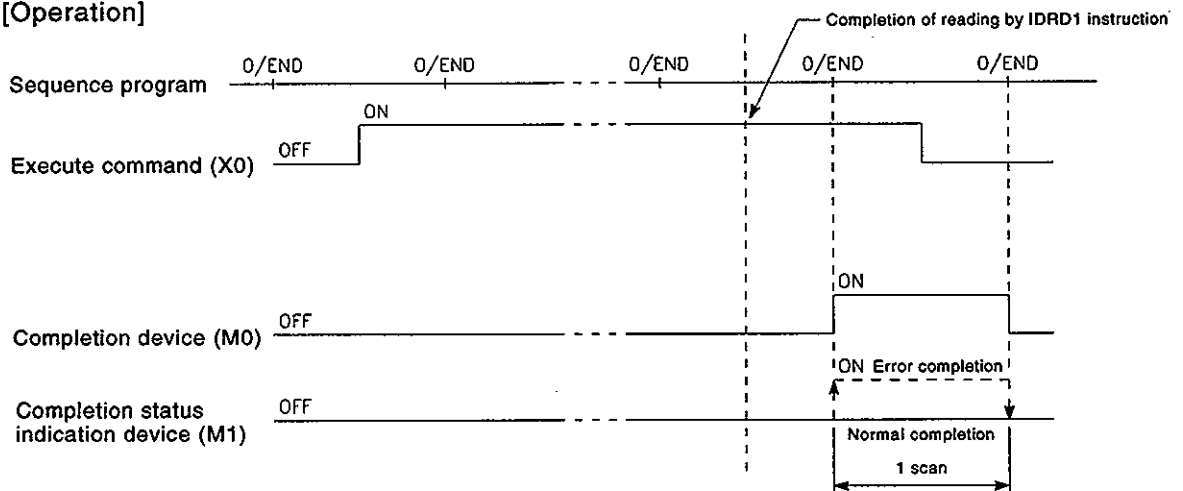 [Operation]
Completion of reading by IDRD1 instruction
0/END 0/END 0/END 0/END 0/END
Sequence program
ON
OFF
Execute command (X0)
ON
OFF
Completion device (M0)
ON Error completion
OFF
Completion status
indication device (M1)
Normal completion
1 scan